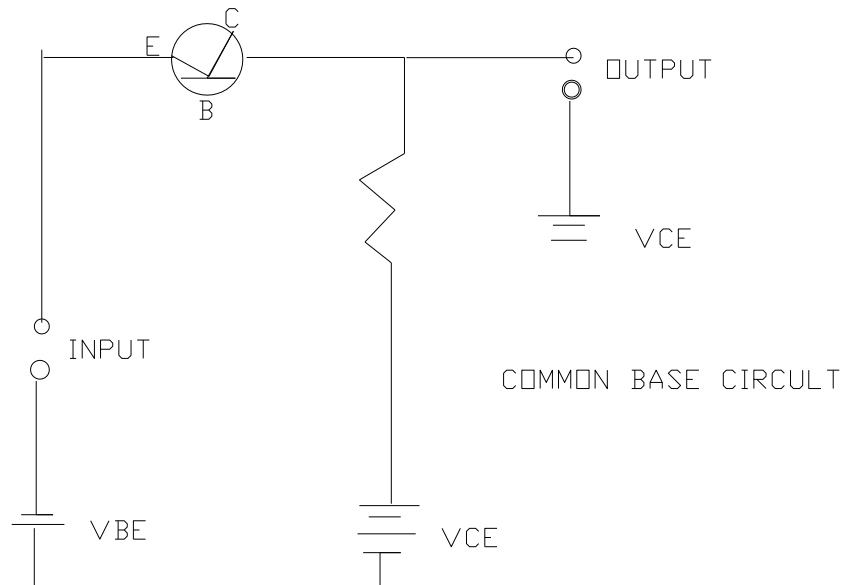 C
E
B
OUTPUT
VCE
INPUT
COMMON BASE CIRCULT
VBE
VCE